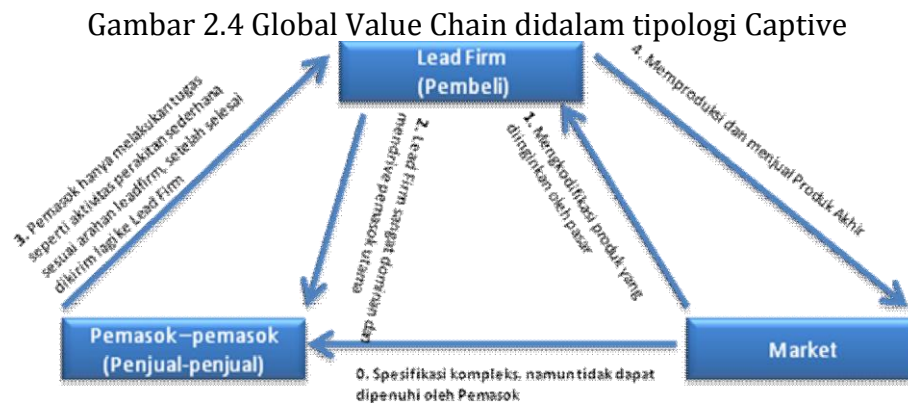 Gambar 2.4 Global Value Chain didalam tipologi Captive
Lead Firm
(Pembeli)
3. Pemasok hanya melakukan tugas
seperti aktivitas perakitan sederhana
sesuai arahan leadfirm, setelah selesai
dikirim lagi ke Lead Firm
2. Lead Firm sangat dominan dan
mendrive pemasok utama
1. Mengkodifikasi produk yang
diinginkan oleh pasar
4. Memproduksi dan menjual Produk Akhir
Pemasok–pemasok
(Penjual-penjual)
Market
0. Spesifikasi kompleks, namun tidak dapat
dipenuhi oleh Pemasok